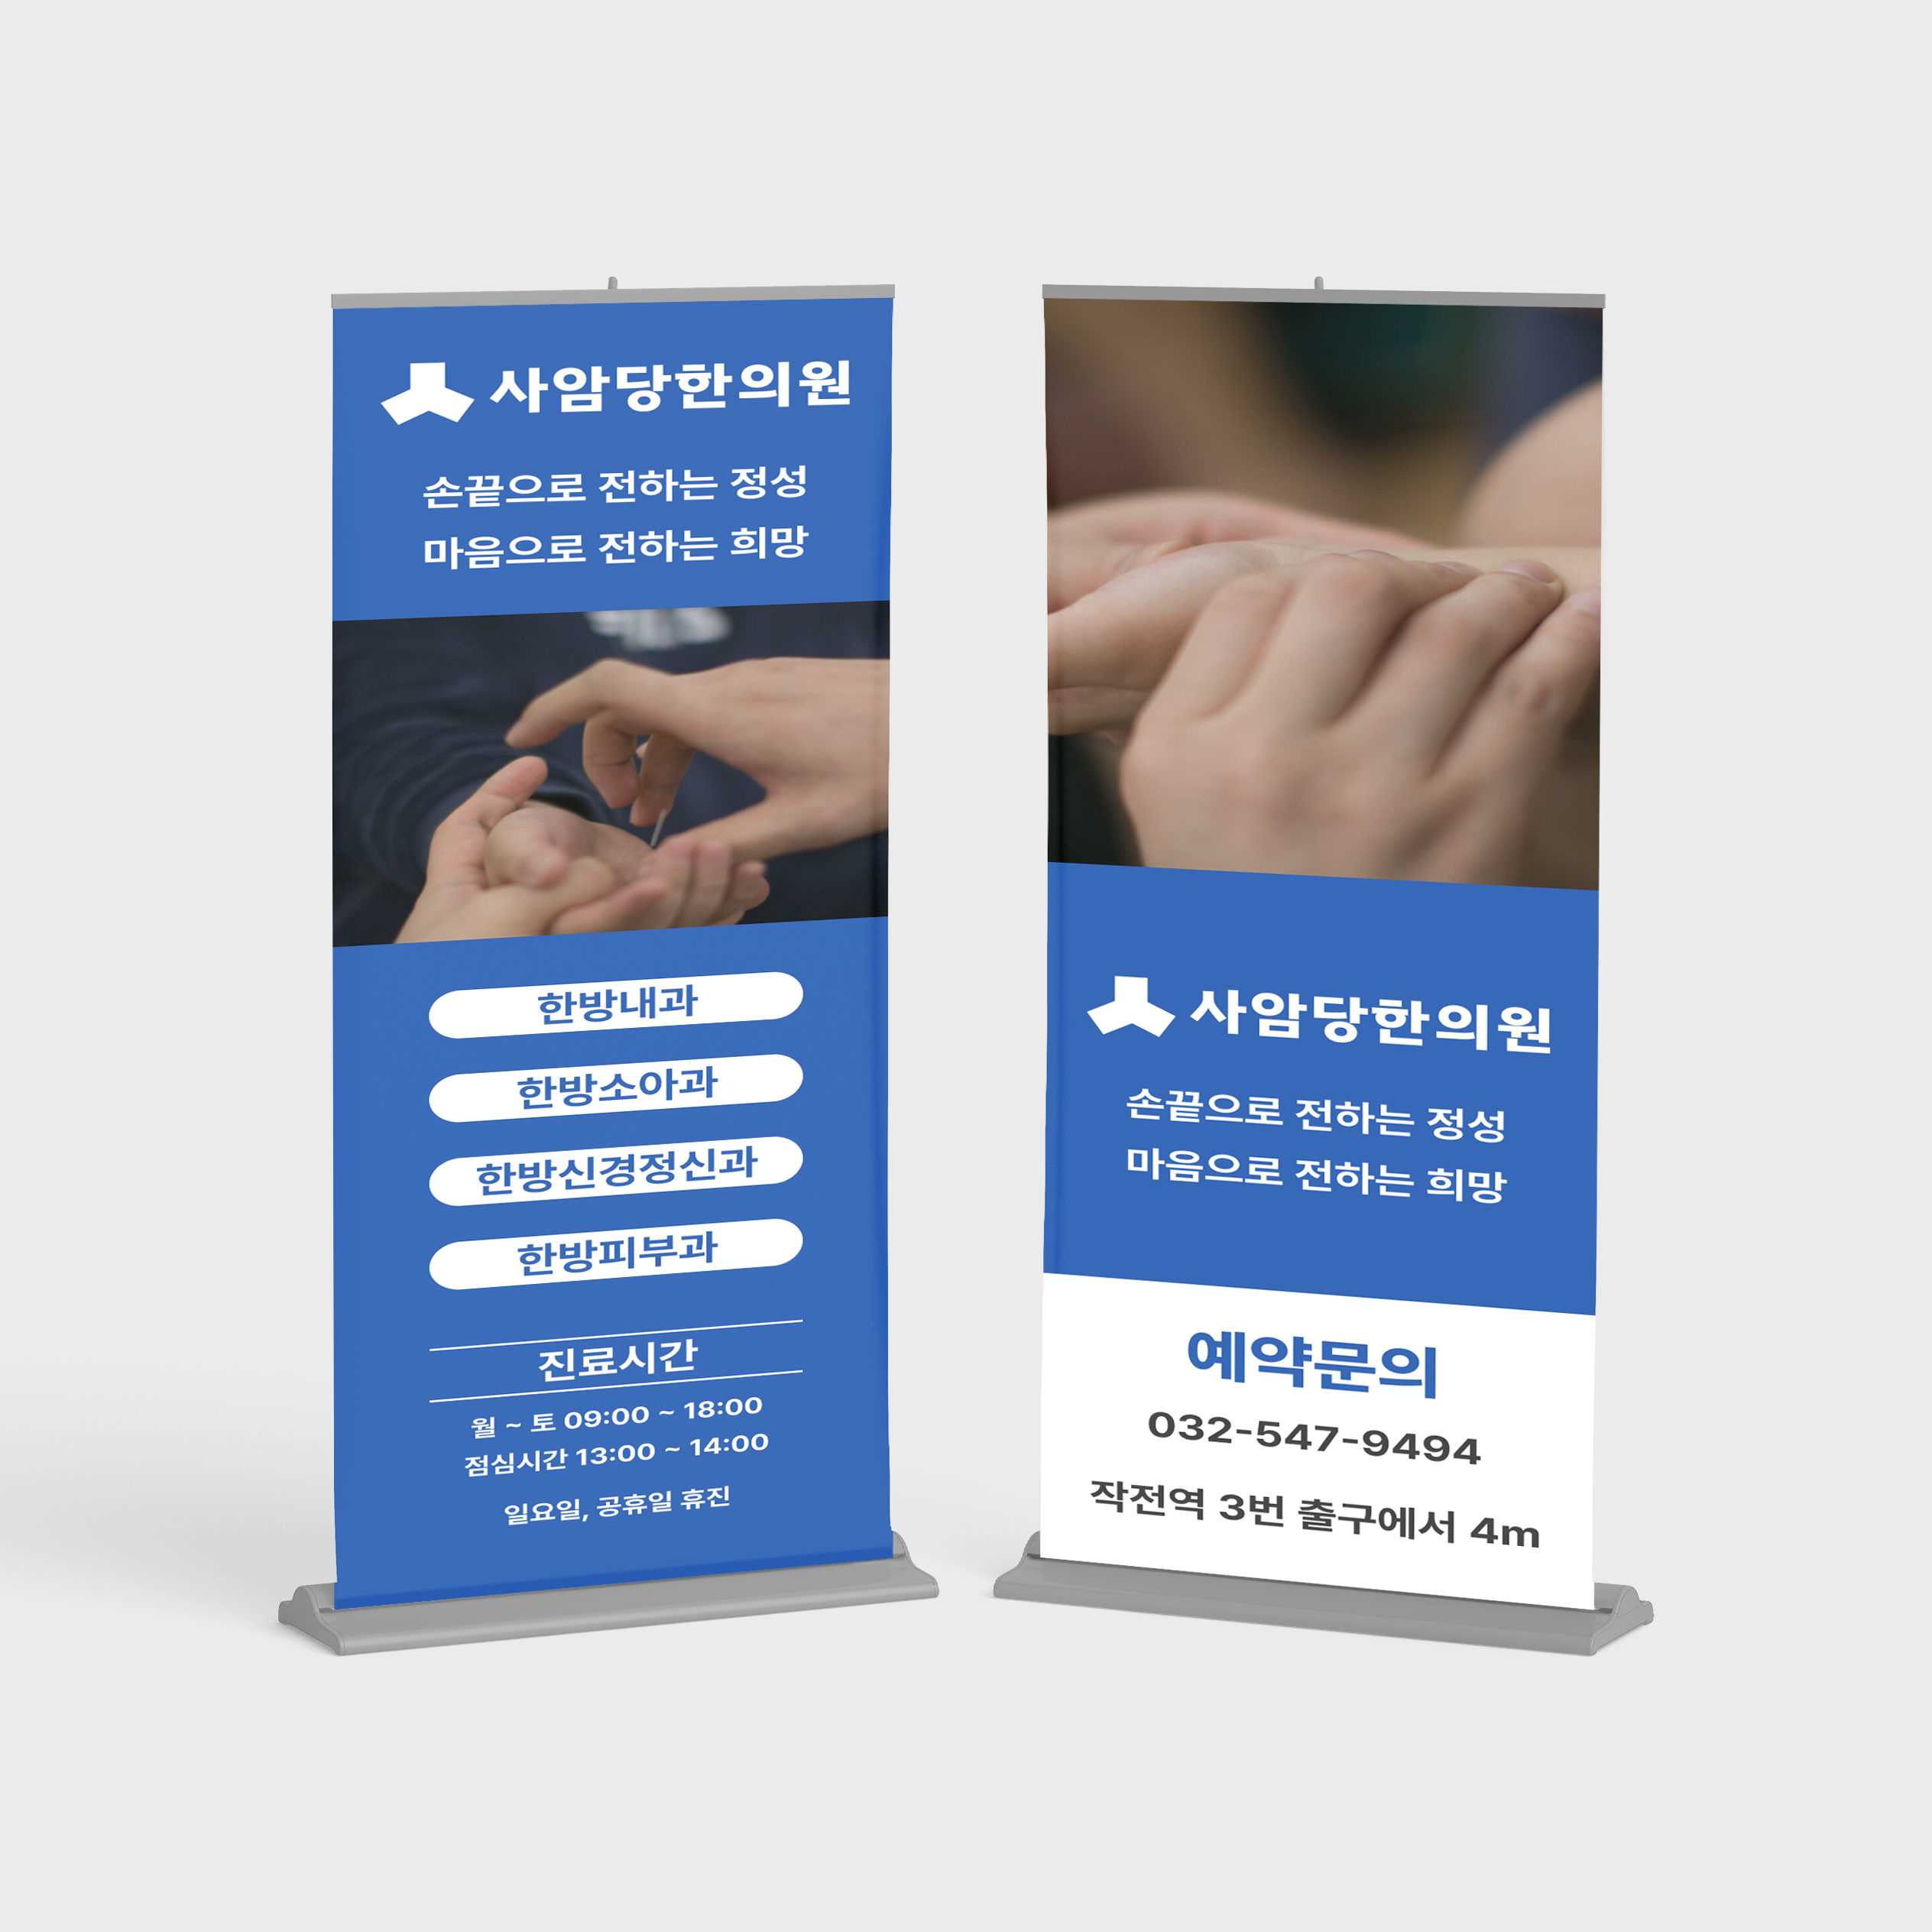 사암당한의원
손끝으로 전하는 정성
마음으로 전하는 희망
한방내과
한방소아과
한방신경정신과
한방피부과
진료시간
월 ~ 토 09:00 ~ 18:00
점심시간 13:00 ~ 14:00
일요일, 공휴일 휴진
사암당한의원
손끝으로 전하는 정성
마음으로 전하는 희망
예약문의
032-547-9494
작전역 3번 출구에서 4m